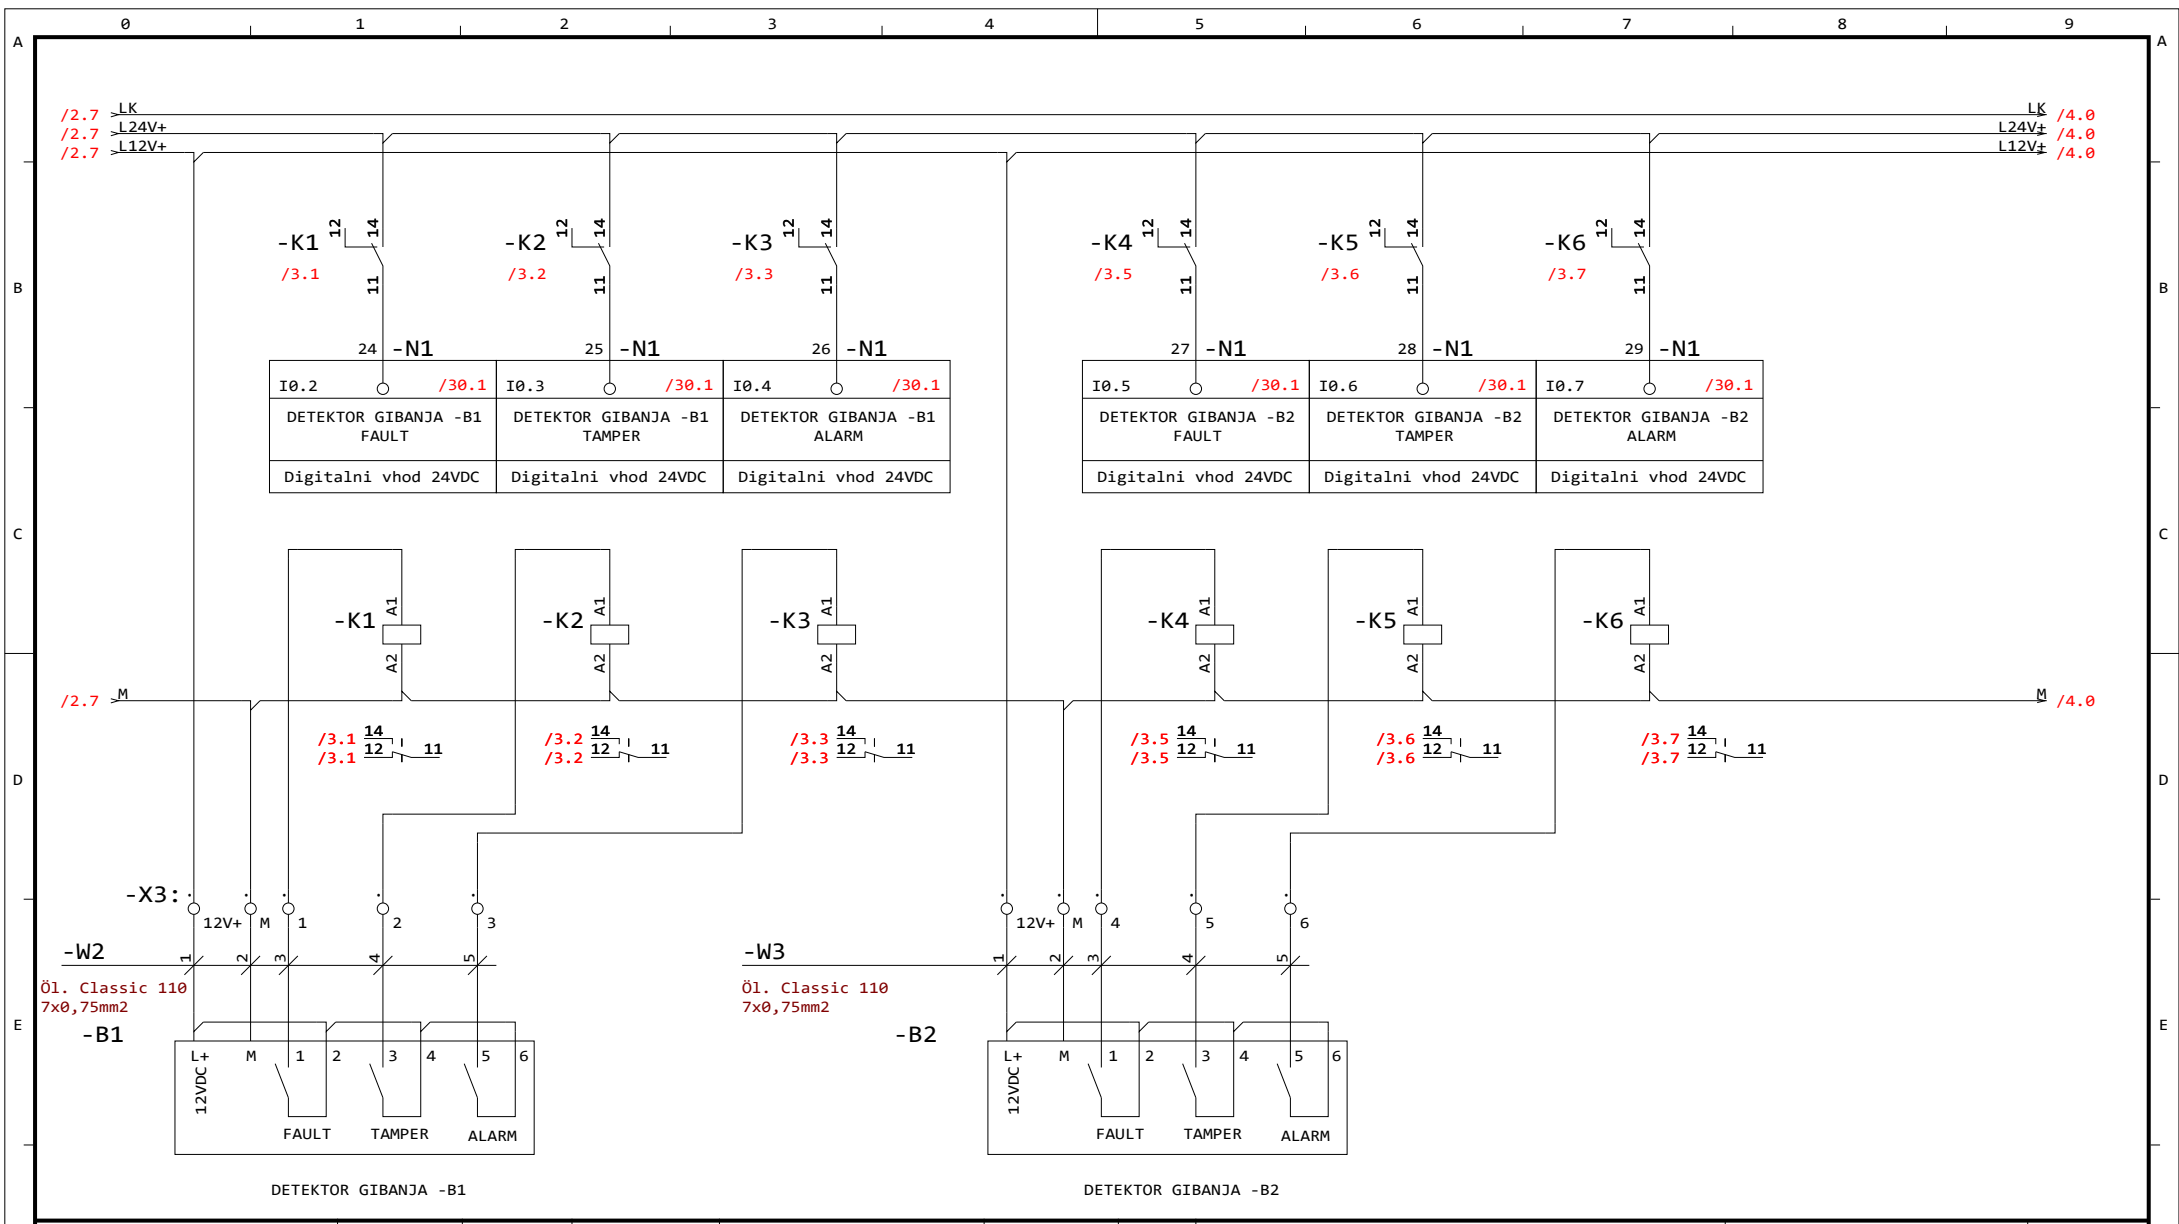 0 1 2 3 4 5 6 7 8 9
A A
/2.7 LK LK /4.0
/2.7 L24V+ L24V+ /4.0
/2.7 L12V+ L12V+ /4.0
12 14 12 14 12 14 12 14 12 14 12 14
-K1 -K2 -K3 -K4 -K5 -K6
/3.1 /3.2 /3.3 /3.5 /3.6 /3.7
11 11 11 11 11 11
B B
24 -N1 25 -N1 26 -N1 27 -N1 28 -N1 29 -N1
I0.2 /30.1 I0.3 /30.1 I0.4 /30.1 I0.5 /30.1 I0.6 /30.1 I0.7 /30.1
DETEKTOR GIBANJA -B1 DETEKTOR GIBANJA -B1 DETEKTOR GIBANJA -B1 DETEKTOR GIBANJA -B2 DETEKTOR GIBANJA -B2 DETEKTOR GIBANJA -B2
FAULT TAMPER ALARM FAULT TAMPER ALARM
Digitalni vhod 24VDC Digitalni vhod 24VDC Digitalni vhod 24VDC Digitalni vhod 24VDC Digitalni vhod 24VDC Digitalni vhod 24VDC
C C
A1 A1 A1 A1 A1 A1
-K1 -K2 -K3 -K4 -K5 -K6
A2 A2 A2 A2 A2 A2
/2.7 M M /4.0
/3.1 14 /3.2 14 /3.3 14 /3.5 14 /3.6 14 /3.7 14
/3.1 12 11 /3.2 12 11 /3.3 12 11 /3.5 12 11 /3.6 12 11 /3.7 12 11
D D
-X3:
12V+ M 1 2 3 12V+ M 4 5 6
-W2 1 2 3 4 5 -W3 1 2 3 4 5
Öl. Classic 110 Öl. Classic 110
7x0,75mm2 7x0,75mm2
E E
-B1 -B2
L+ M 1 2 3 4 5 6 L+ M 1 2 3 4 5 6
12VDC 12VDC
FAULT TAMPER ALARM FAULT TAMPER ALARM
DETEKTOR GIBANJA -B1 DETEKTOR GIBANJA -B2